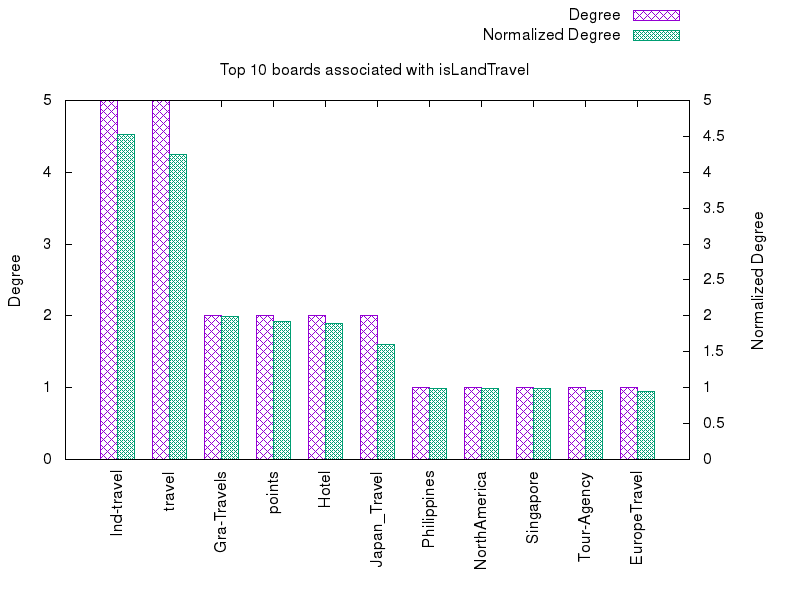 Degree
Normalized Degree
Top 10 boards associated with isLandTravel
5
4
3
2
1
0
Degree
5
4.5
4
3.5
3
2.5
2
1.5
1
0.5
0
Normalized Degree
Ind-travel
travel
Gra-Travels
points
Hotel
Japan_Travel
Philippines
NorthAmerica
Singapore
Tour-Agency
EuropeTravel